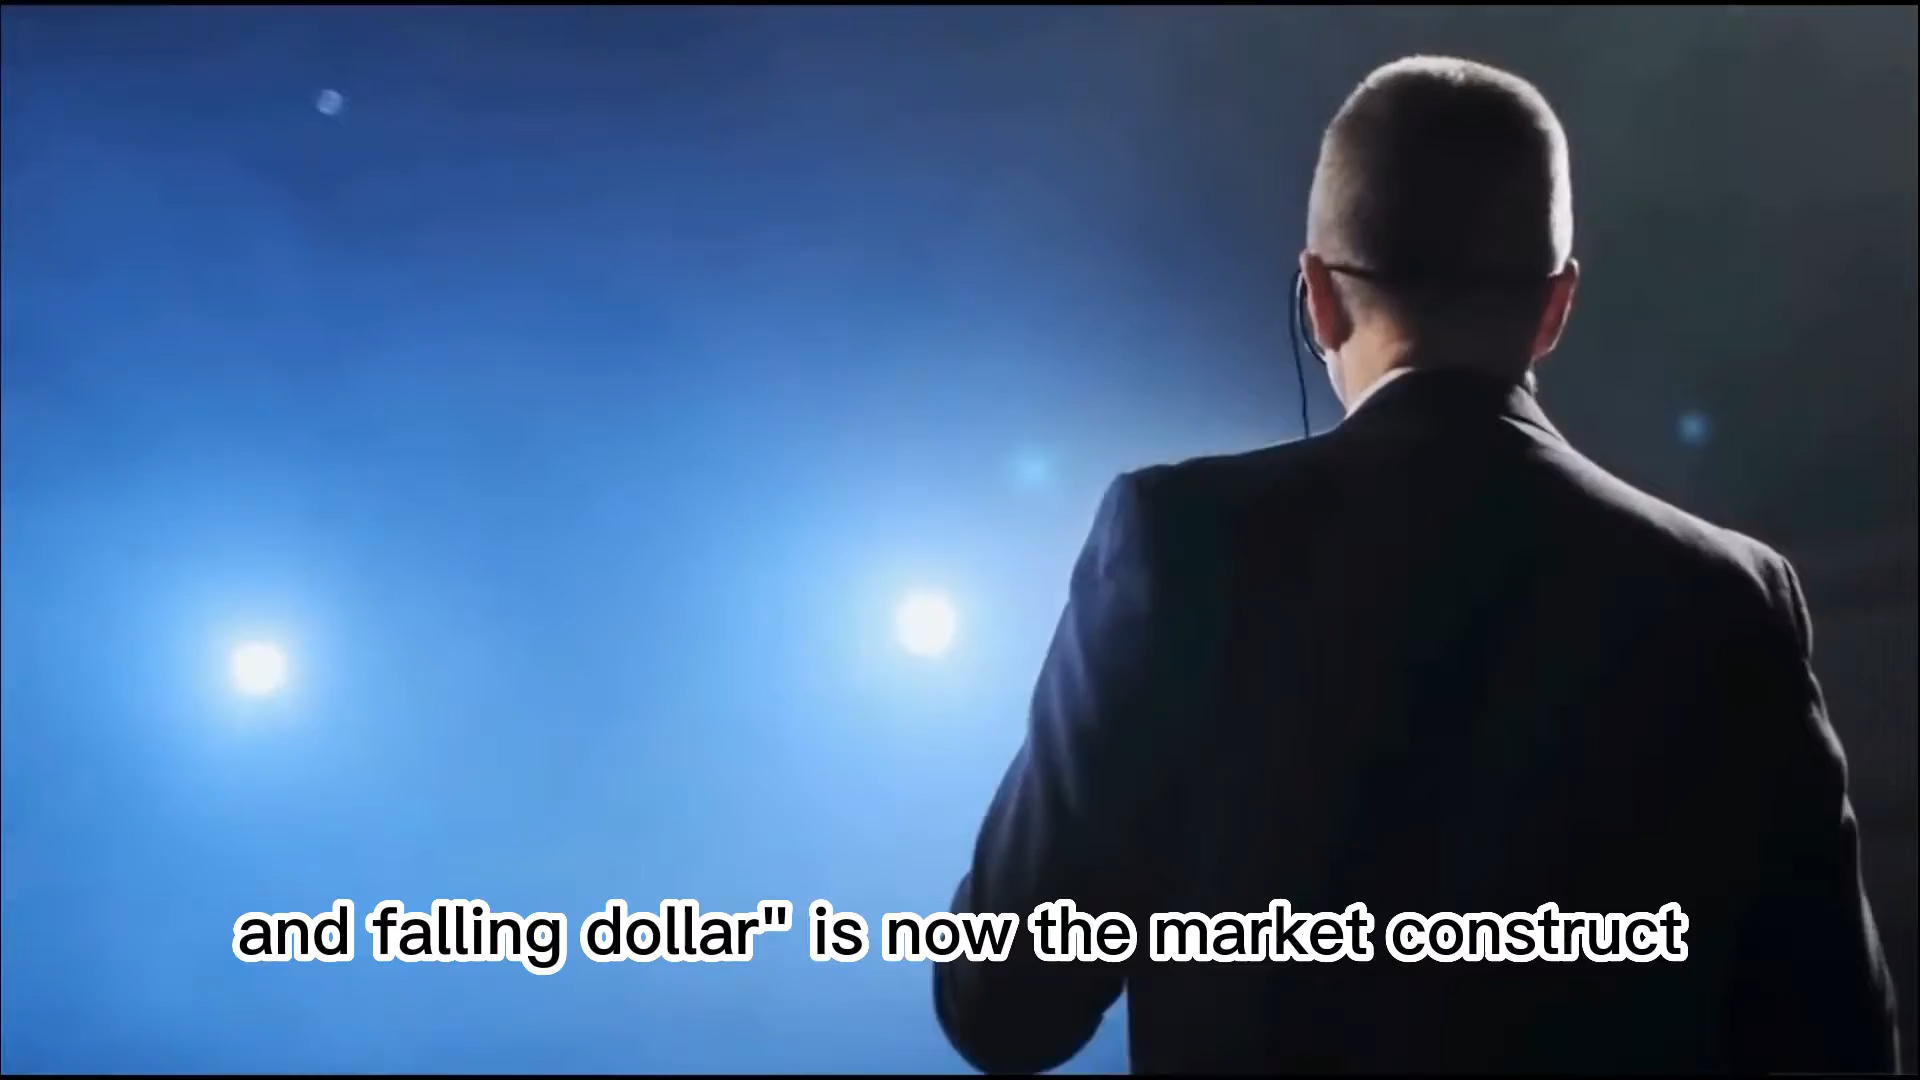 and falling dollar" is now the market construct